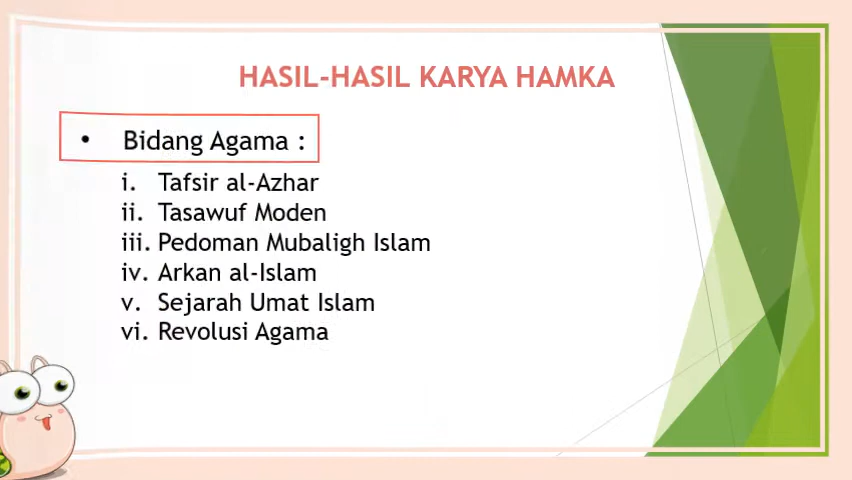 HASIL-HASIL KARYA HAMKA
• Bidang Agama :
i. Tafsir al-Azhar
ii. Tasawuf Moden
iii. Pedoman Mubaligh Islam
iv. Arkan al-Islam
v. Sejarah Umat Islam
vi. Revolusi Agama